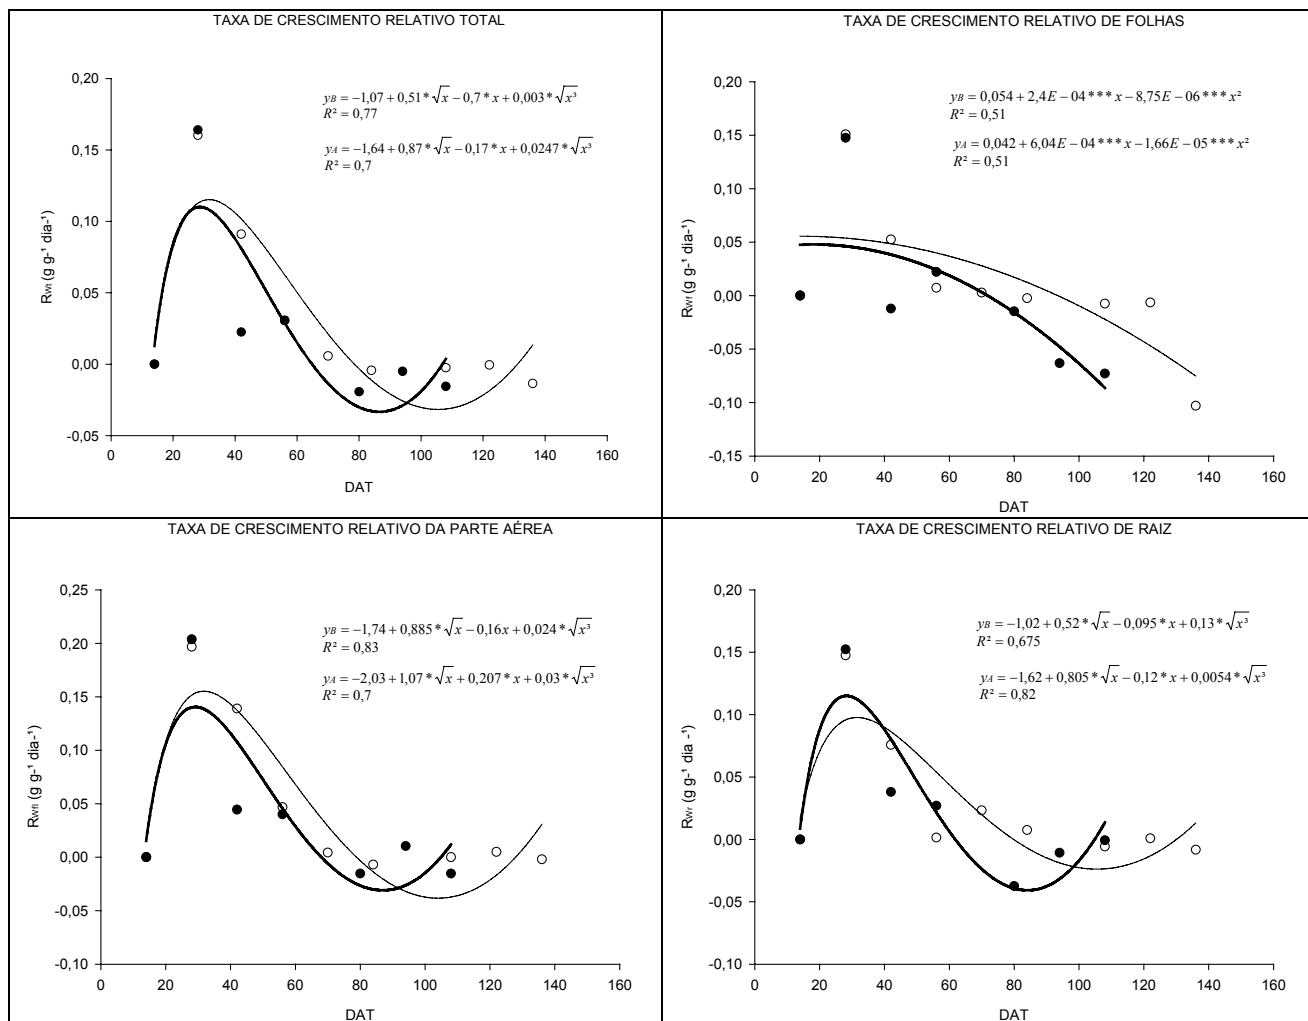 TAXA DE CRESCIMENTO RELATIVO TOTAL
0,20
0,15
0,10
0,05
0,00
-0,05
0 20 40 60 80 100 120 140 160
R_Wt (g g-¹ dia-¹)
DAT
y_B = −1,07 + 0,51 * √x − 0,7 * x + 0,003 * √x³
R² = 0,77
y_A = −1,64 + 0,87 * √x − 0,17 * x + 0,0247 * √x³
R² = 0,7
TAXA DE CRESCIMENTO RELATIVO DE FOLHAS
0,20
0,15
0,10
0,05
0,00
-0,05
-0,10
-0,15
0 20 40 60 80 100 120 140 160
R_Wf (g g-¹ dia-¹)
DAT
y_B = 0,054 + 2,4E − 04 *** x − 8,75E − 06 *** x²
R² = 0,51
y_A = 0,042 + 6,04E − 04 *** x − 1,66E − 05 *** x²
R² = 0,51
TAXA DE CRESCIMENTO RELATIVO DA PARTE AÉREA
0,25
0,20
0,15
0,10
0,05
0,00
-0,05
-0,10
0 20 40 60 80 100 120 140 160
(g g-¹ dia-¹)
DAT
y_B = −1,74 + 0,885 * √x − 0,16x + 0,024 * √x³
R² = 0,83
y_A = −2,03 + 1,07 * √x + 0,207 * x + 0,03 * √x³
R² = 0,7
TAXA DE CRESCIMENTO RELATIVO DE RAIZ
0,20
0,15
0,10
0,05
0,00
-0,05
-0,10
0 20 40 60 80 100 120 140 160
R_Wr (g g-¹ dia -¹)
DAT
y_B = −1,02 + 0,52 * √x − 0,095 * x + 0,13 * √x³
R² = 0,675
y_A = −1,62 + 0,805 * √x − 0,12 * x + 0,0054 * √x³
R² = 0,82